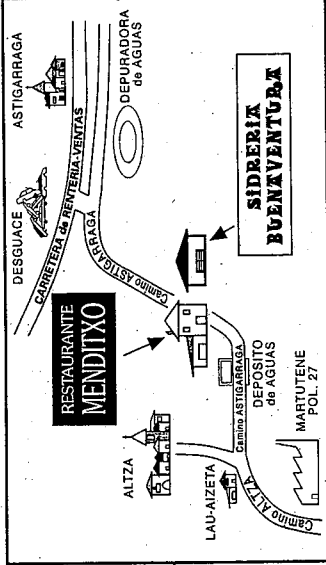 ASTIGARRAGA
DESGUACE
CARRETERA de RENTERIA-VENTAS
DEPURADORA
de AGUAS
Camino ASTIGARRAGA
RESTAURANTE
MENDITXO
SIDRERIA
BUENAVENTURA
ALTZA
Camino ASTIGARRAGA
DEPOSITO
de AGUAS
LAU-AIZETA
Camino ALTZA
MARTUTENE
POL. 27